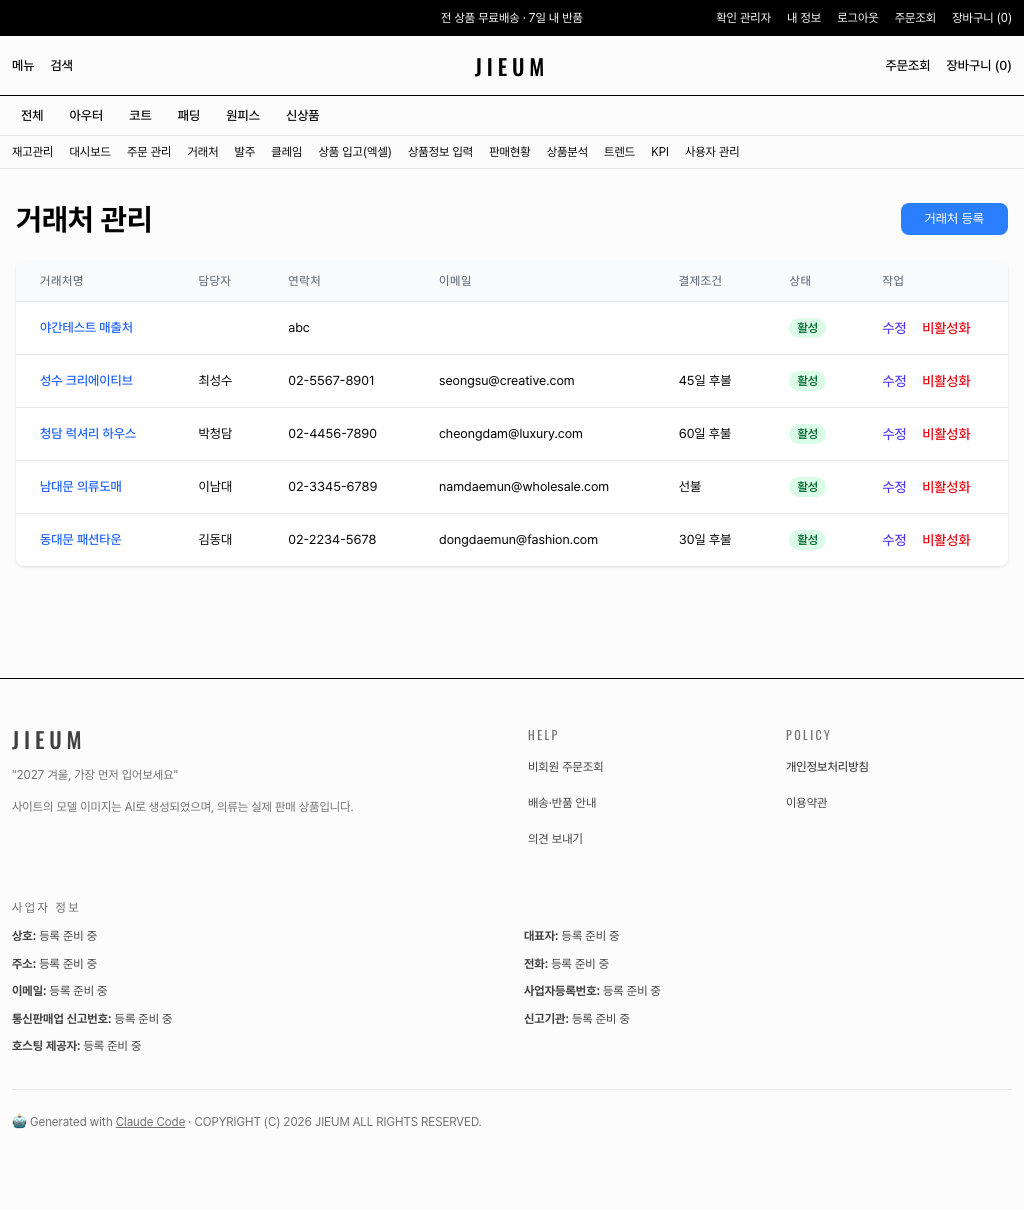 전 상품 무료배송 · 7일 내 반품 확인 관리자 내 정보 로그아웃 주문조회 장바구니 (0)
메뉴 검색 JIEUM 주문조회 장바구니 (0)
전체 아우터 코트 패딩 원피스 신상품
재고관리 대시보드 주문 관리 거래처 발주 클레임 상품 입고(엑셀) 상품정보 입력 판매현황 상품분석 트렌드 KPI 사용자 관리
거래처 관리 거래처 등록
거래처명 담당자 연락처 이메일 결제조건 상태 작업
야간테스트 매출처 abc 활성 수정 비활성화
성수 크리에이티브 최성수 02-5567-8901 seongsu@creative.com 45일 후불 활성 수정 비활성화
청담 럭셔리 하우스 박청담 02-4456-7890 cheongdam@luxury.com 60일 후불 활성 수정 비활성화
남대문 의류도매 이남대 02-3345-6789 namdaemun@wholesale.com 선불 활성 수정 비활성화
동대문 패션타운 김동대 02-2234-5678 dongdaemun@fashion.com 30일 후불 활성 수정 비활성화
JIEUM HELP POLICY
"2027 겨울, 가장 먼저 입어보세요" 비회원 주문조회 개인정보처리방침
사이트의 모델 이미지는 AI로 생성되었으며, 의류는 실제 판매 상품입니다. 배송·반품 안내 이용약관
의견 보내기
사업자 정보
상호: 등록 준비 중 대표자: 등록 준비 중
주소: 등록 준비 중 전화: 등록 준비 중
이메일: 등록 준비 중 사업자등록번호: 등록 준비 중
통신판매업 신고번호: 등록 준비 중 신고기관: 등록 준비 중
호스팅 제공자: 등록 준비 중
🤖 Generated with Claude Code · COPYRIGHT (C) 2026 JIEUM ALL RIGHTS RESERVED.